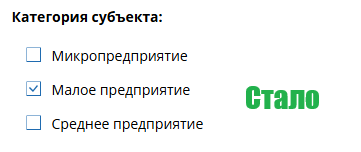 Категория субъекта:
Микропредприятие
Малое предприятие
Стало
Среднее предприятие